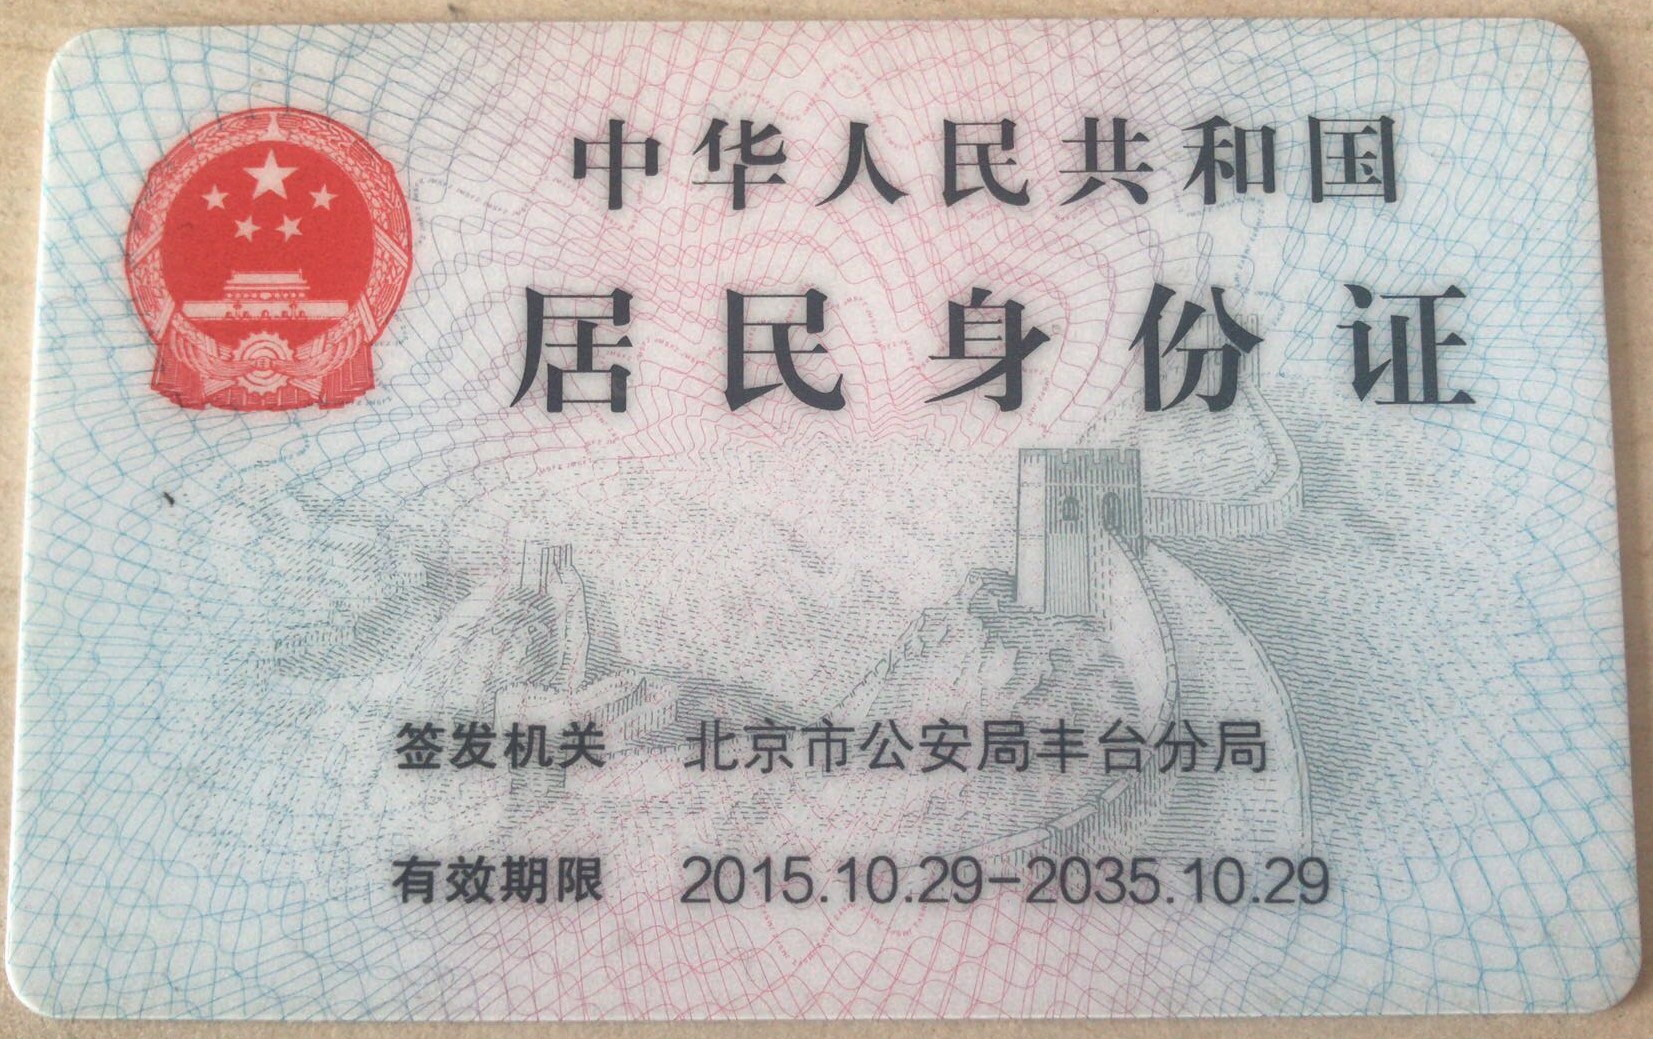 中华人民共和国
居民身份证
签发机关 北京市公安局丰台分局
有效期限 2015.10.29-2035.10.29